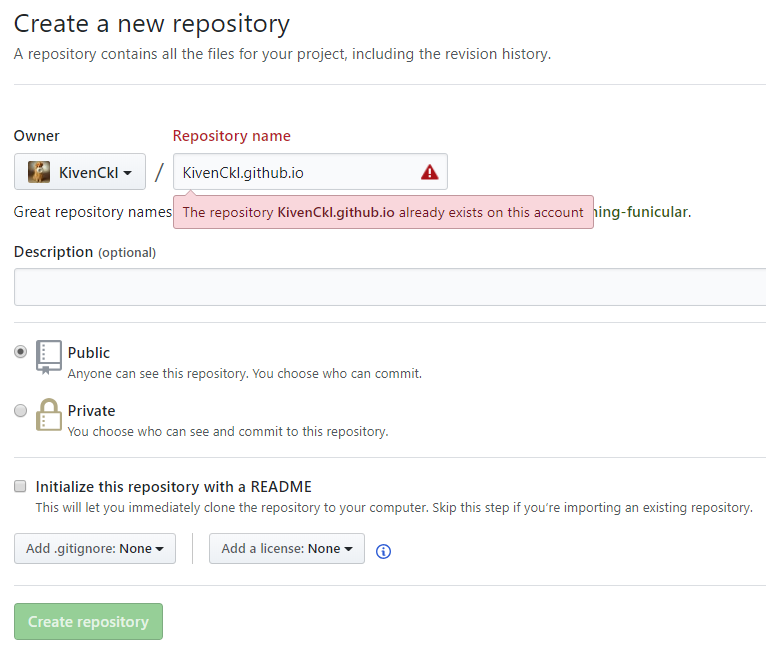 Create a new repository
A repository contains all the files for your project, including the revision history.
Owner
Repository name
KivenCkl / KivenCkl.github.io
Great repository names
The repository KivenCkl.github.io already exists on this account
-funicular.
Description (optional)
Public
Anyone can see this repository. You choose who can commit.
Private
You choose who can see and commit to this repository.
Initialize this repository with a README
This will let you immediately clone the repository to your computer. Skip this step if you’re importing an existing repository.
Add .gitignore: None
Add a license: None
Create repository